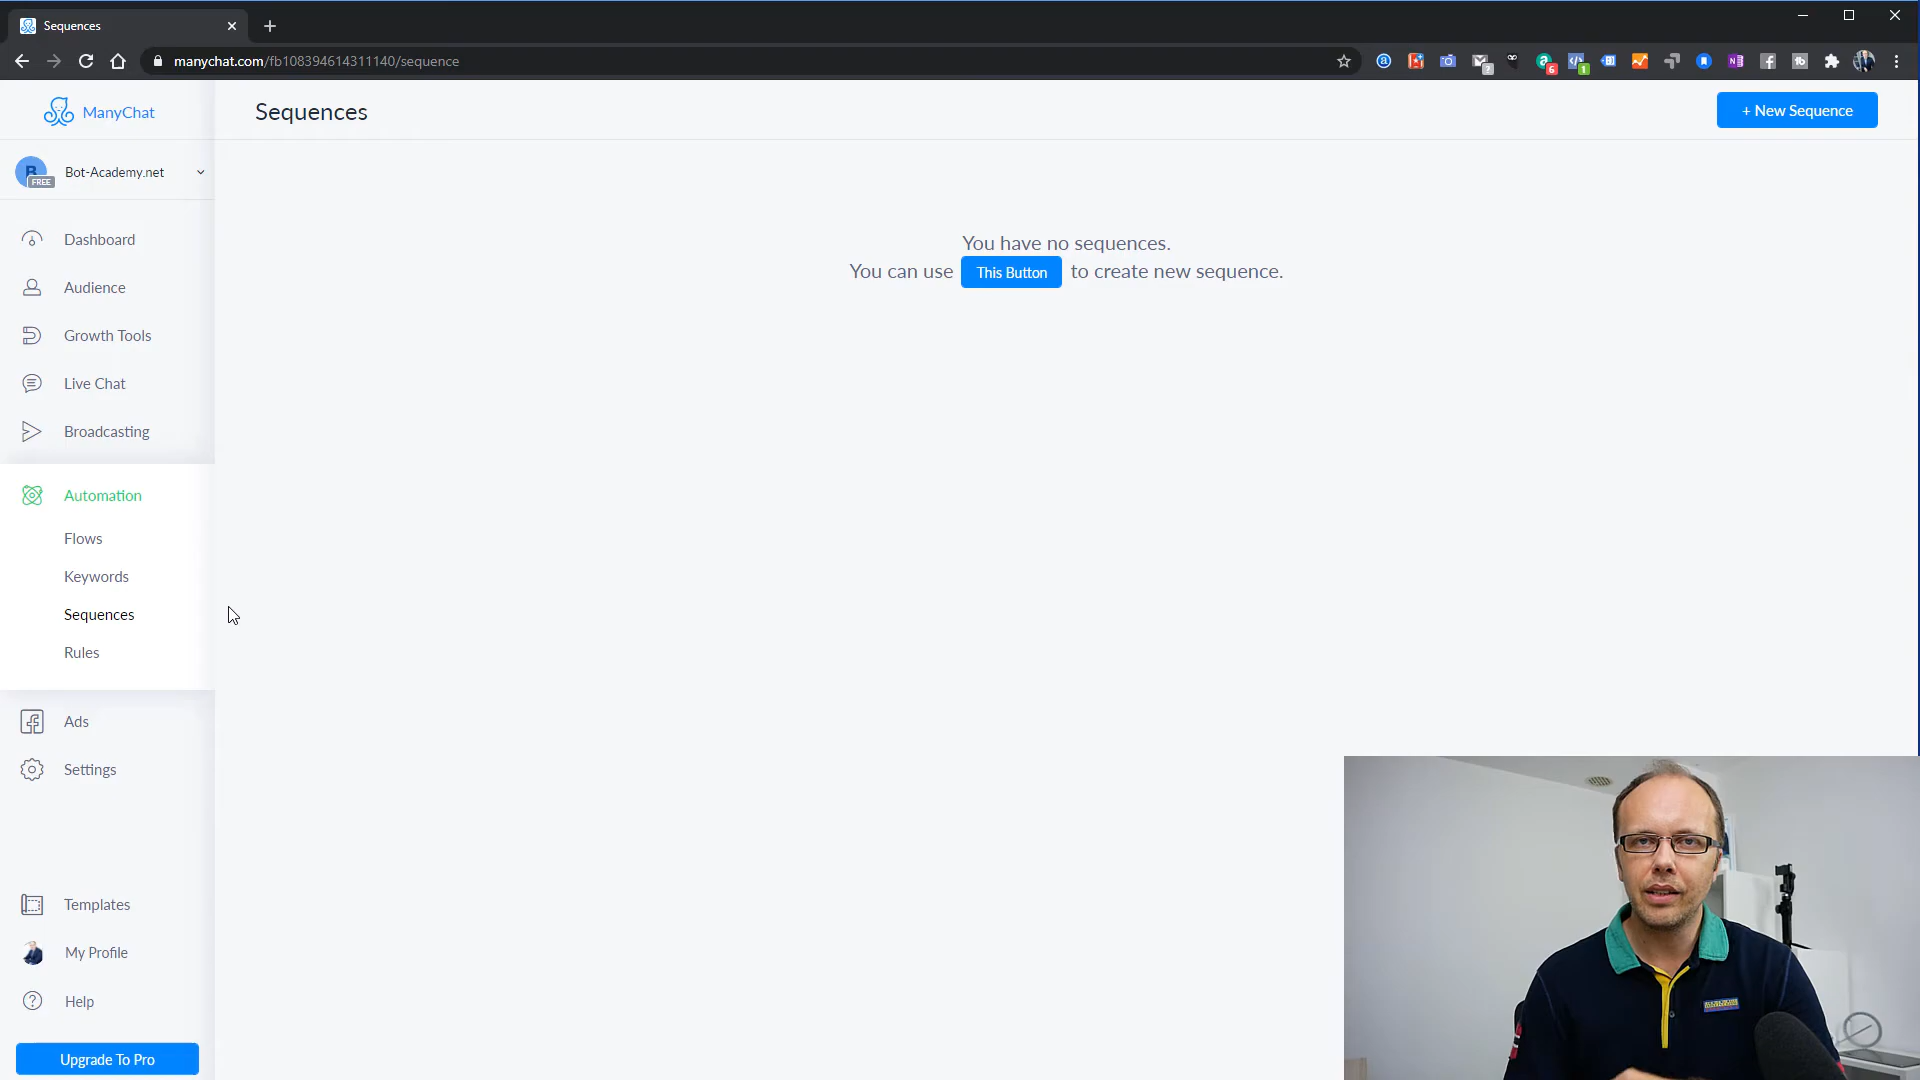 Sequences
manychat.com/fb108394614311140/sequence
ManyChat
Sequences
+ New Sequence
B
FREE
Bot-Academy.net
Dashboard
Audience
Growth Tools
Live Chat
Broadcasting
Automation
Flows
Keywords
Sequences
Rules
Ads
Settings
Templates
My Profile
Help
Upgrade To Pro
You have no sequences.
You can use This Button to create new sequence.